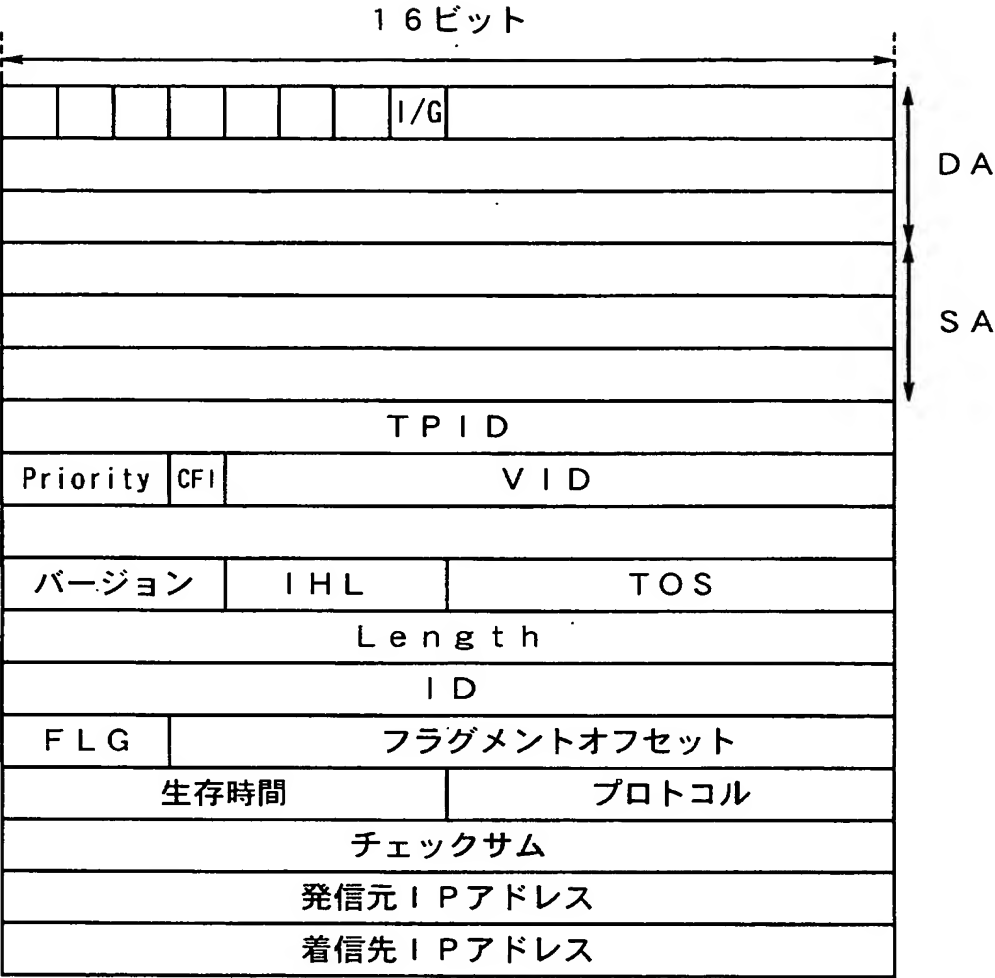 16ビット
I/G
DA
SA
TPID
Priority CFI VID
バージョン IHL TOS
Length
ID
FLG フラグメントオフセット
生存時間 プロトコル
チェックサム
発信元IPアドレス
着信先IPアドレス